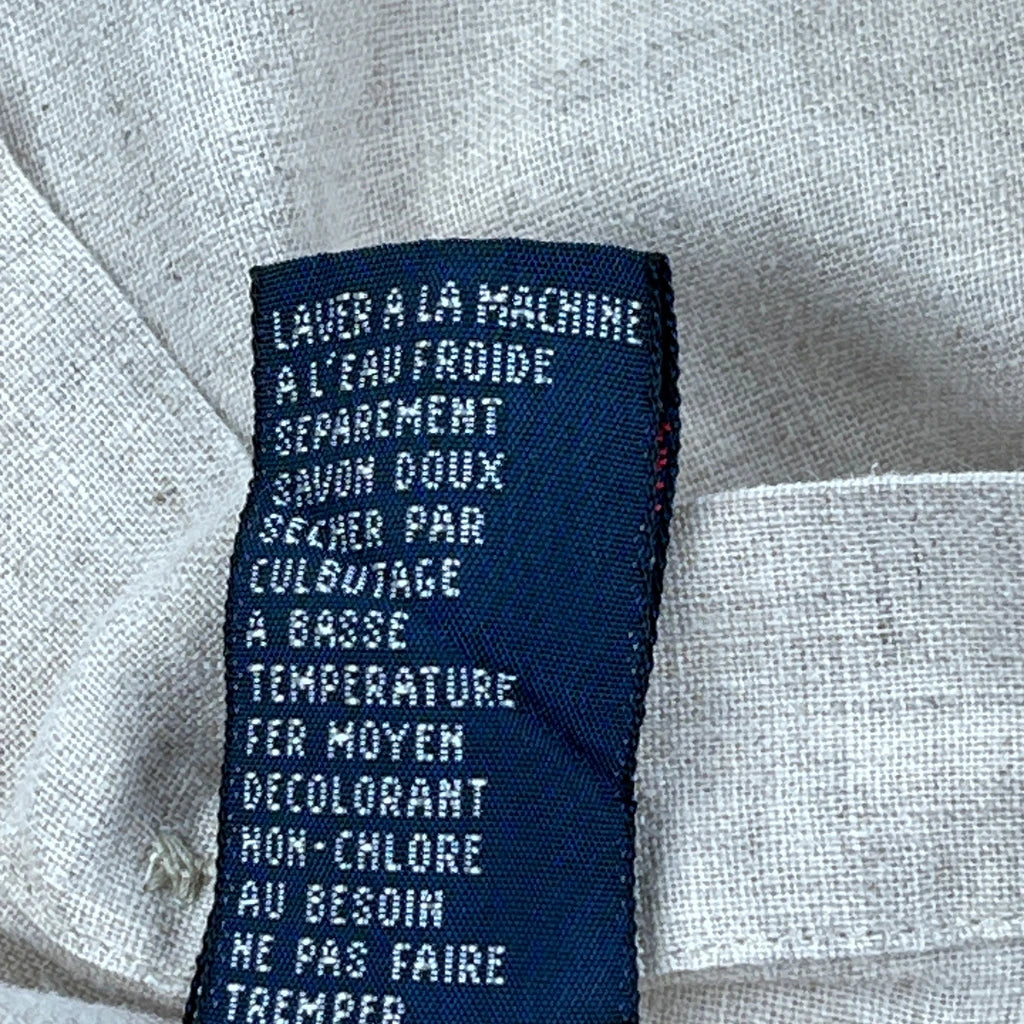 LAVER A LA MACHINE
A L'EAU FROIDE
SEPAREMENT
SAVON DOUX
SECHER PAR
CULBUTAGE
A BASSE
TEMPERATURE
FER MOYEN
DECOLORANT
NON-CHLORE
AU BESOIN
NE PAS FAIRE
TREMPER